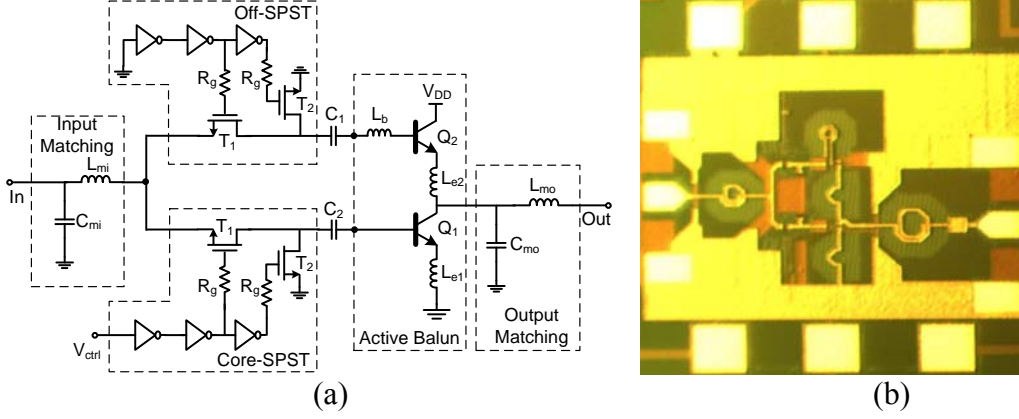 Off-SPST
R_g
R_g
T_2
T_1
C_1
L_b
V_DD
Q_2
L_e2
Input
Matching
L_mi
In
C_mi
T_1
C_2
T_2
R_g
R_g
Q_1
L_e1
L_mo
Out
C_mo
V_ctrl
Core-SPST
Active Balun
Output
Matching
(a)
(b)